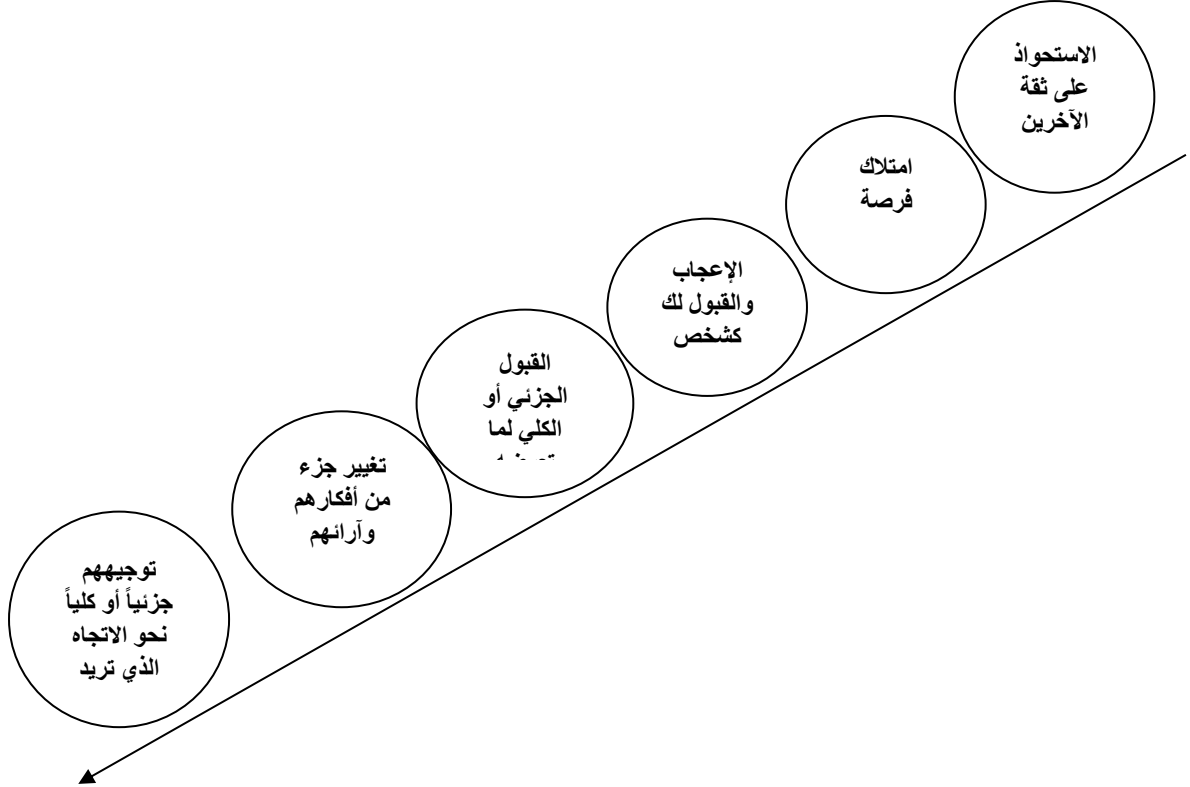 الاستحواذ
على ثقة
الآخرين
امتلاك
فرصة
الإعجاب
والقبول لك
كشخص
القبول
الجزئي أو
الكلي لما
تغيير جزء
من أفكارهم
وآرائهم
توجيههم
جزئياً أو كلياً
نحو الاتجاه
الذي تريد